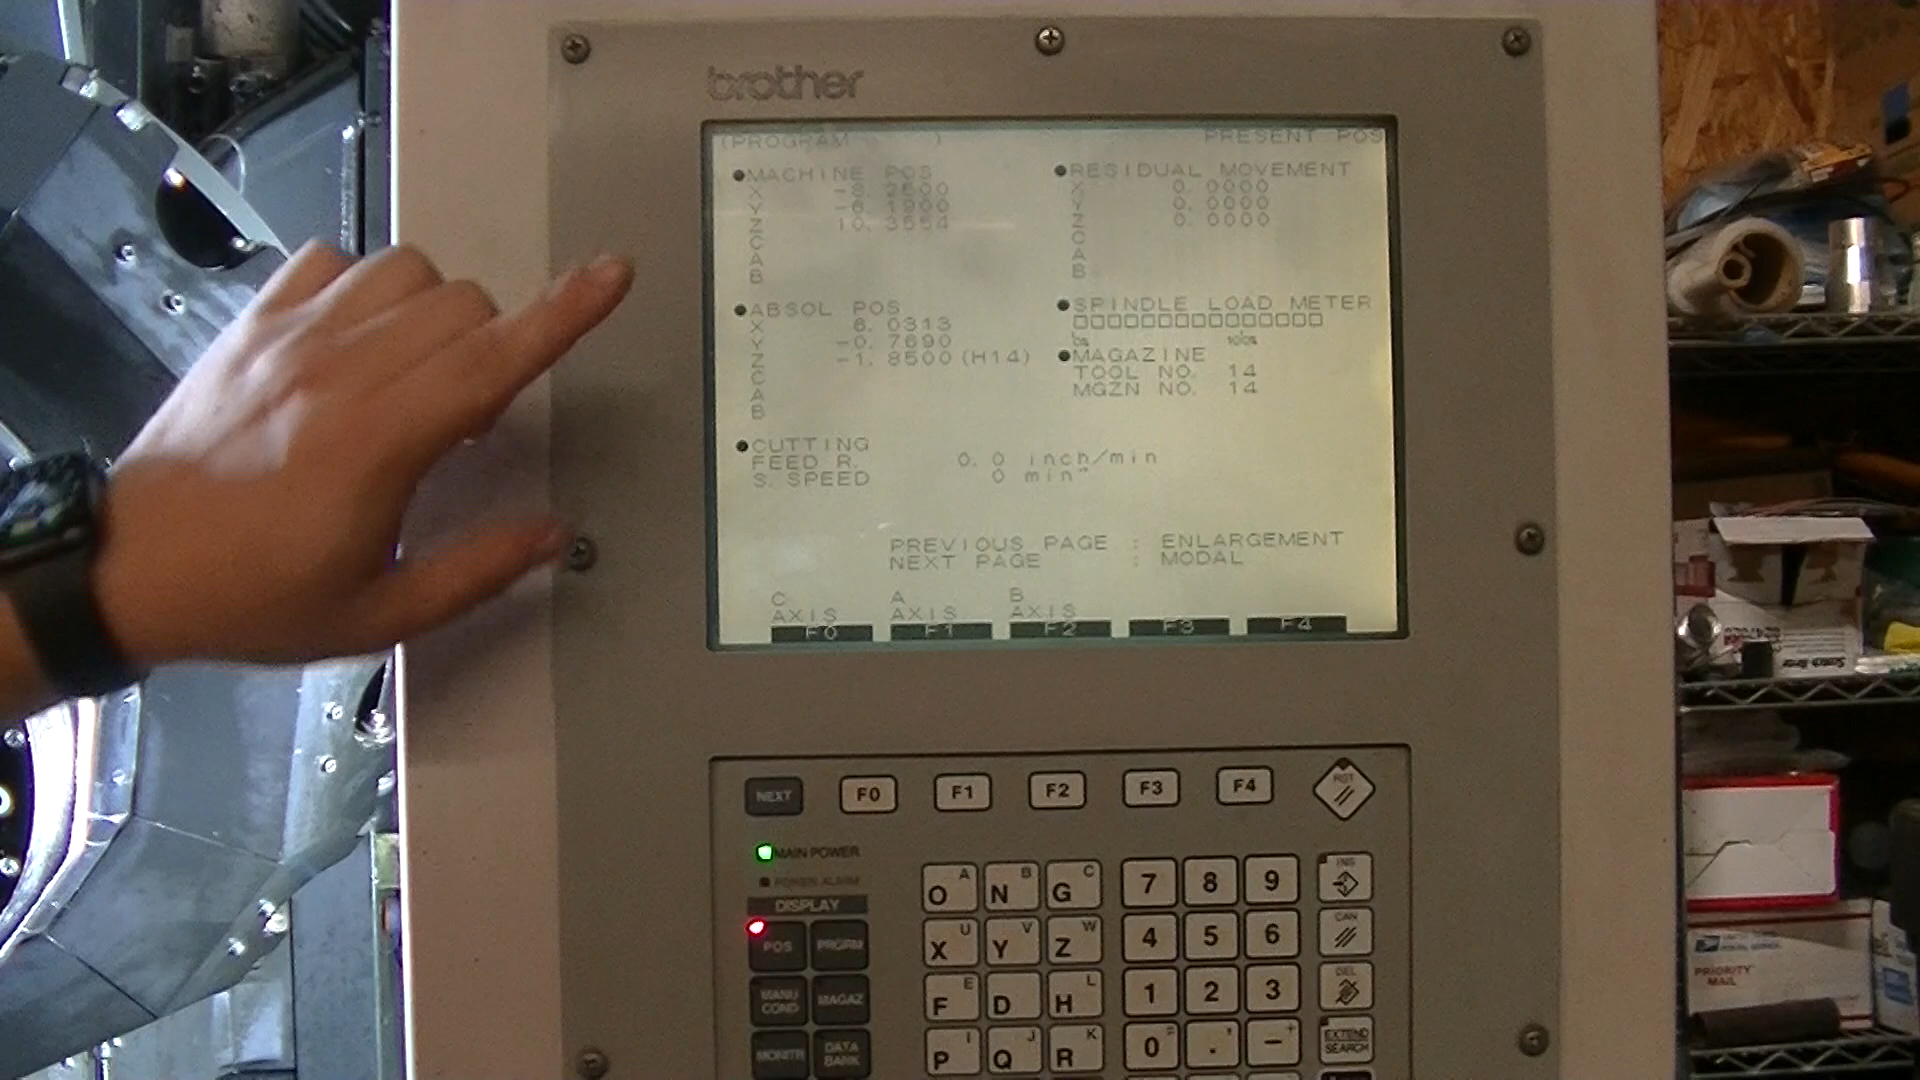 brother
(PROGRAM )
PRESENT POS
●MACHINE POS
X
Y
Z 10.3554
C
A
B
●RESIDUAL MOVEMENT
X 0.0000
Y 0.0000
Z 0.0000
C
A
B
●ABSOL POS
X 6.0313
Y -0.7690
Z -1.8500(H14)
C
A
B
●SPINDLE LOAD METER
0% 100%
●MAGAZINE
TOOL NO. 14
MGZN NO. 14
●CUTTING
FEED R. 0.0 inch/min
S.SPEED 0 min
PREVIOUS PAGE : ENLARGEMENT
NEXT PAGE : MODAL
C AXIS
A AXIS
B AXIS
F0 F1 F2 F3 F4
NEXT F0 F1 F2 F3 F4 RST
MAIN POWER
POWER ALARM
DISPLAY
POS PRGRM
MANU COND MAGAZ
MONITR DATA BANK
O A N B G C 7 8 9 INS
X U Y V Z W 4 5 6 CAN
F E D H L 1 2 3 DEL
P I Q J R K 0 = . , - + EXTEND SEARCH
PRIORITY
MAIL